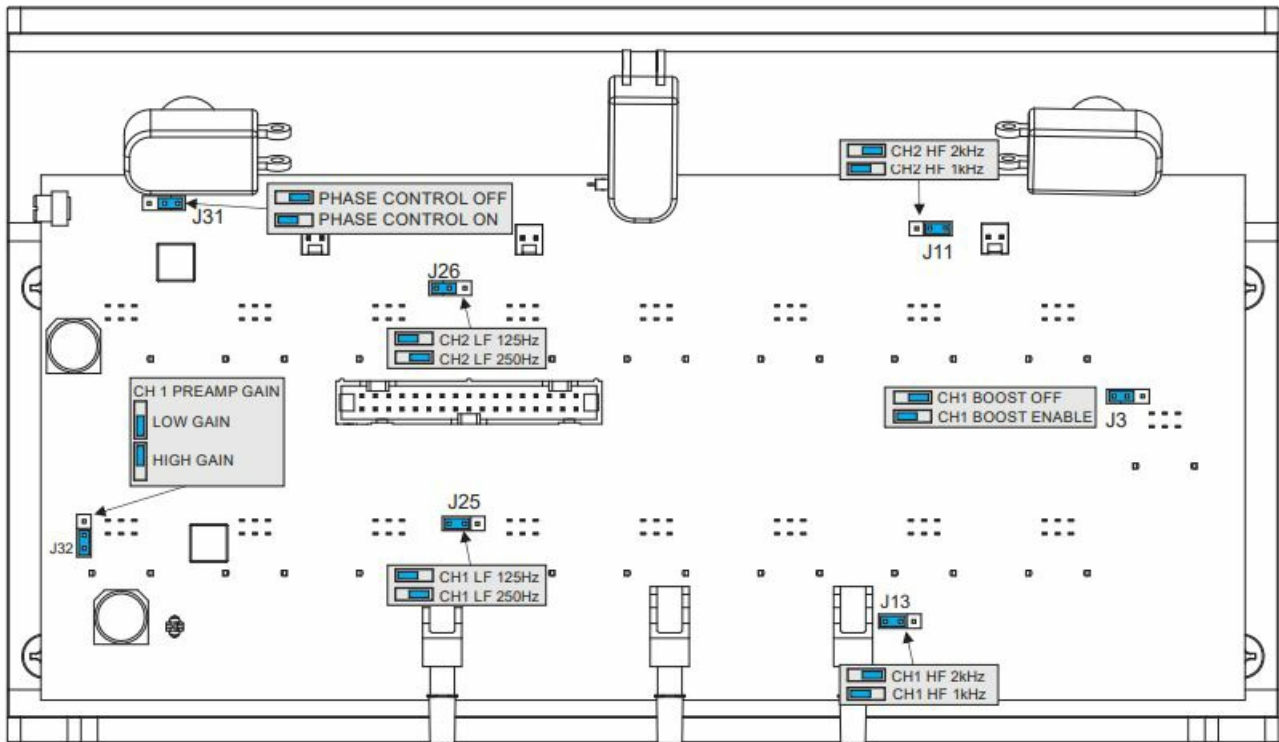 CH2 HF 2kHz
CH2 HF 1kHz
PHASE CONTROL OFF
PHASE CONTROL ON
J31
J11
J26
CH2 LF 125Hz
CH2 LF 250Hz
CH 1 PREAMP GAIN
LOW GAIN
HIGH GAIN
CH1 BOOST OFF
CH1 BOOST ENABLE
J3
J25
J32
CH1 LF 125Hz
CH1 LF 250Hz
J13
CH1 HF 2kHz
CH1 HF 1kHz